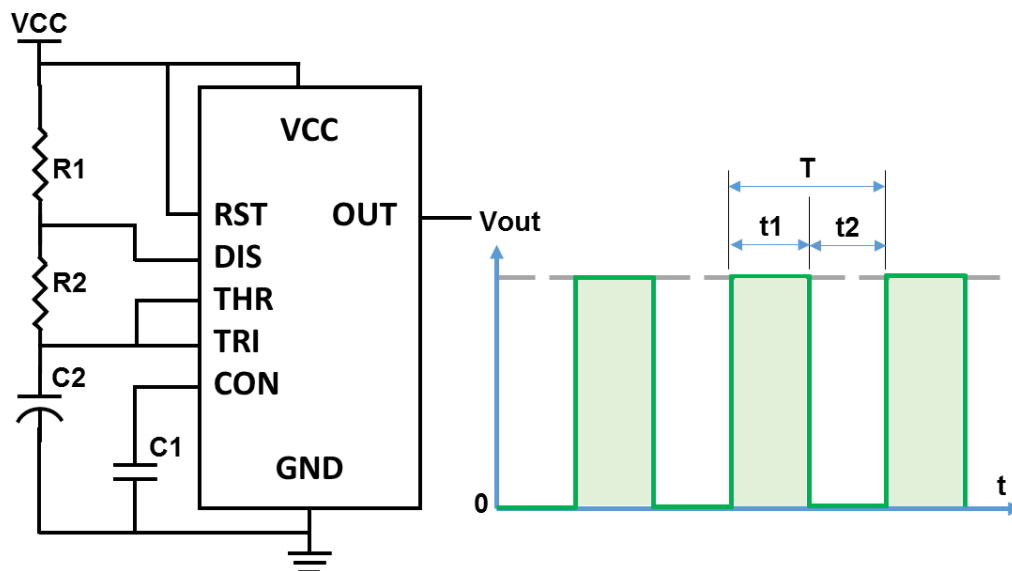 VCC
R1
R2
C2
C1
VCC
RST
OUT
DIS
THR
TRI
CON
GND
Vout
T
t1
t2
0
t